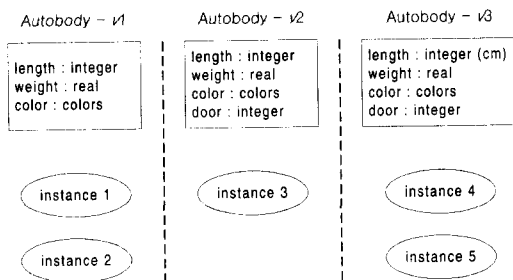 Autobody - v1
length : integer
weight : real
color : colors
instance 1
instance 2
Autobody - v2
length : integer
weight : real
color : colors
door : integer
instance 3
Autobody - v3
length : integer (cm)
weight : real
color : colors
door : integer
instance 4
instance 5